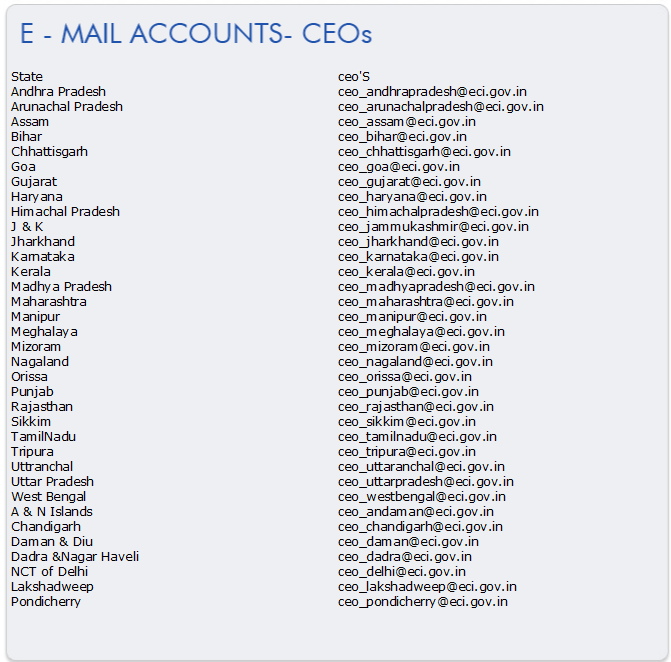 E - MAIL ACCOUNTS- CEOs
State ceo'S
Andhra Pradesh ceo_andhrapradesh@eci.gov.in
Arunachal Pradesh ceo_arunachalpradesh@eci.gov.in
Assam ceo_assam@eci.gov.in
Bihar ceo_bihar@eci.gov.in
Chhattisgarh ceo_chhattisgarh@eci.gov.in
Goa ceo_goa@eci.gov.in
Gujarat ceo_gujarat@eci.gov.in
Haryana ceo_haryana@eci.gov.in
Himachal Pradesh ceo_himachalpradesh@eci.gov.in
J & K ceo_jammukashmir@eci.gov.in
Jharkhand ceo_jharkhand@eci.gov.in
Karnataka ceo_karnataka@eci.gov.in
Kerala ceo_kerala@eci.gov.in
Madhya Pradesh ceo_madhyapradesh@eci.gov.in
Maharashtra ceo_maharashtra@eci.gov.in
Manipur ceo_manipur@eci.gov.in
Meghalaya ceo_meghalaya@eci.gov.in
Mizoram ceo_mizoram@eci.gov.in
Nagaland ceo_nagaland@eci.gov.in
Orissa ceo_orissa@eci.gov.in
Punjab ceo_punjab@eci.gov.in
Rajasthan ceo_rajasthan@eci.gov.in
Sikkim ceo_sikkim@eci.gov.in
TamilNadu ceo_tamilnadu@eci.gov.in
Tripura ceo_tripura@eci.gov.in
Uttranchal ceo_uttaranchal@eci.gov.in
Uttar Pradesh ceo_uttarpradesh@eci.gov.in
West Bengal ceo_westbengal@eci.gov.in
A & N Islands ceo_andaman@eci.gov.in
Chandigarh ceo_chandigarh@eci.gov.in
Daman & Diu ceo_daman@eci.gov.in
Dadra &Nagar Haveli ceo_dadra@eci.gov.in
NCT of Delhi ceo_delhi@eci.gov.in
Lakshadweep ceo_lakshadweep@eci.gov.in
Pondicherry ceo_pondicherry@eci.gov.in